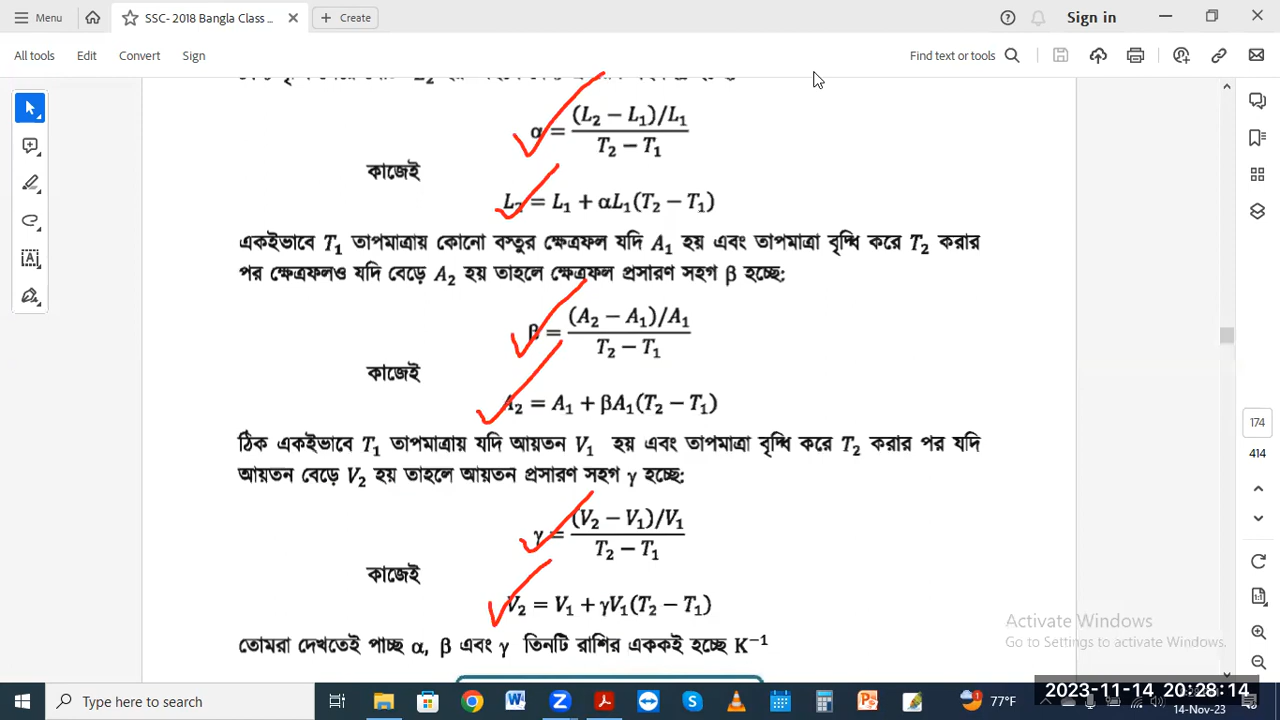 Menu
SSC- 2018 Bangla Class ...
Create
Sign in
All tools Edit Convert Sign
Find text or tools
α = (L₂ − L₁)/L₁ / T₂ − T₁
কাজেই
L₂ = L₁ + αL₁(T₂ − T₁)
একইভাবে T₁ তাপমাত্রায় কোনো বস্তুর ক্ষেত্রফল যদি A₁ হয় এবং তাপমাত্রা বৃদ্ধি করে T₂ করার
পর ক্ষেত্রফলও যদি বেড়ে A₂ হয় তাহলে ক্ষেত্রফল প্রসারণ সহগ β হচ্ছে:
β = (A₂ − A₁)/A₁ / T₂ − T₁
কাজেই
A₂ = A₁ + βA₁(T₂ − T₁)
ঠিক একইভাবে T₁ তাপমাত্রায় যদি আয়তন V₁ হয় এবং তাপমাত্রা বৃদ্ধি করে T₂ করার পর যদি
আয়তন বেড়ে V₂ হয় তাহলে আয়তন প্রসারণ সহগ γ হচ্ছে:
γ = (V₂ − V₁)/V₁ / T₂ − T₁
কাজেই
V₂ = V₁ + γV₁(T₂ − T₁)
তোমরা দেখতেই পাচ্ছ α, β এবং γ তিনটি রাশির এককই হচ্ছে K⁻¹
174
414
Activate Windows
Go to Settings to activate Windows.
Type here to search
77°F
2023-11-14 20:28:14
14-Nov-23